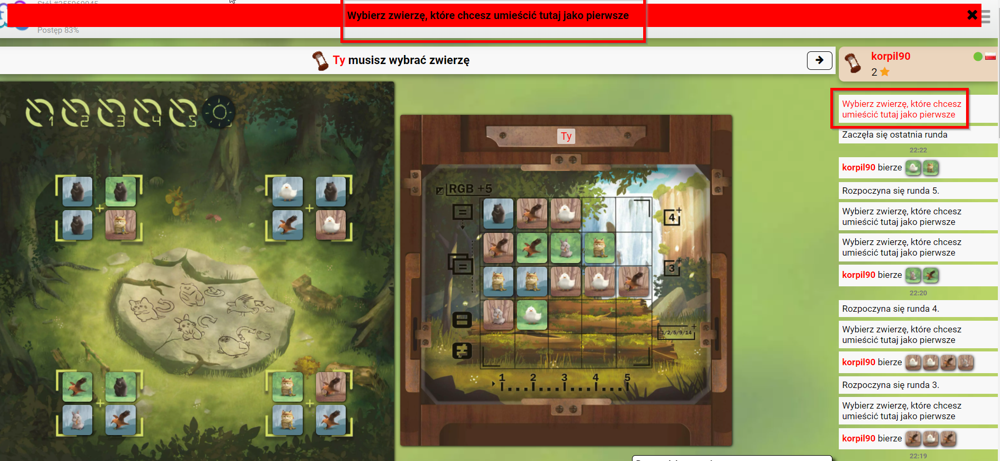 Stół #255969945
Wybierz zwierzę, które chcesz umieścić tutaj jako pierwsze
Postęp 83%
Ty musisz wybrać zwierzę
korpil90
2
Wybierz zwierzę, które chcesz
umieścić tutaj jako pierwsze
Zaczęła się ostatnia runda
22:22
korpil90 bierze
Rozpoczyna się runda 5.
Wybierz zwierzę, które chcesz
umieścić tutaj jako pierwsze
Wybierz zwierzę, które chcesz
umieścić tutaj jako pierwsze
korpil90 bierze
22:20
Rozpoczyna się runda 4.
Wybierz zwierzę, które chcesz
umieścić tutaj jako pierwsze
korpil90 bierze
Rozpoczyna się runda 3.
Wybierz zwierzę, które chcesz
umieścić tutaj jako pierwsze
korpil90 bierze
22:19
1 2 3 4 5
Ty
RGB +5
=
4+
=
3+
1/2/5/9/14 +
≠
1 2 3 4 5